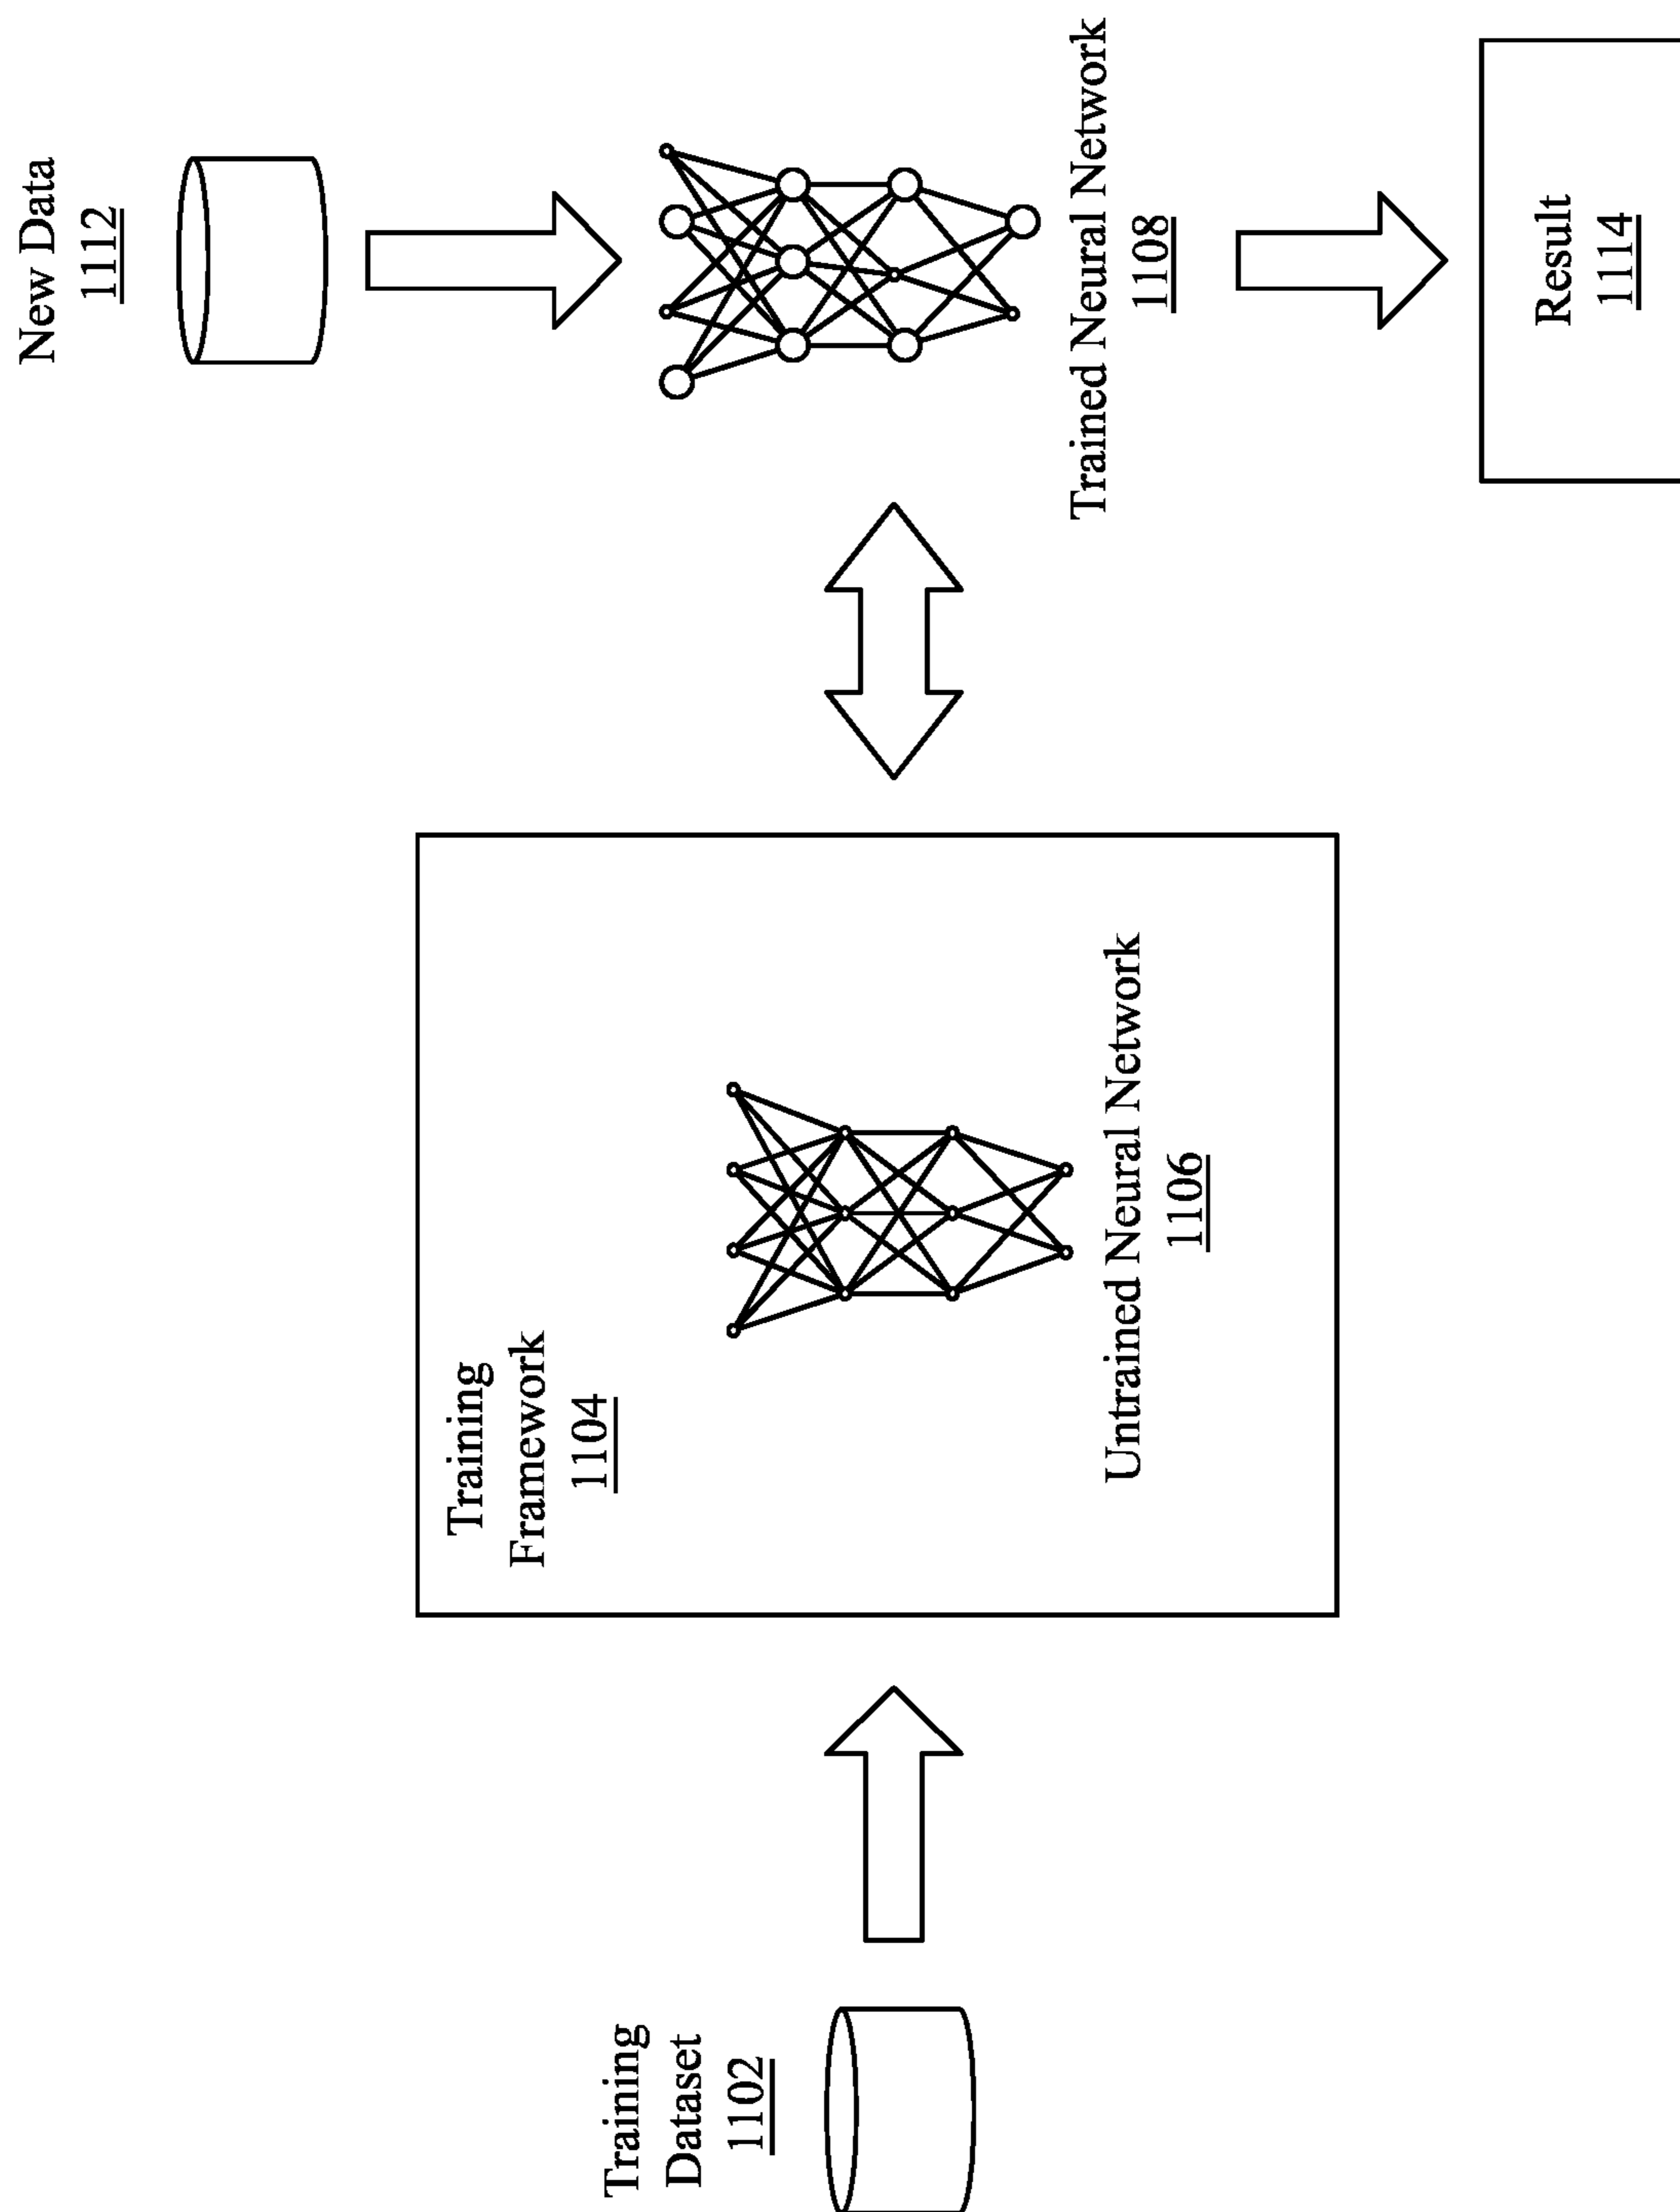 Training
Dataset
1102
Training
Framework
1104
Untrained Neural Network
1106
New Data
1112
Trained Neural Network
1108
Result
1114